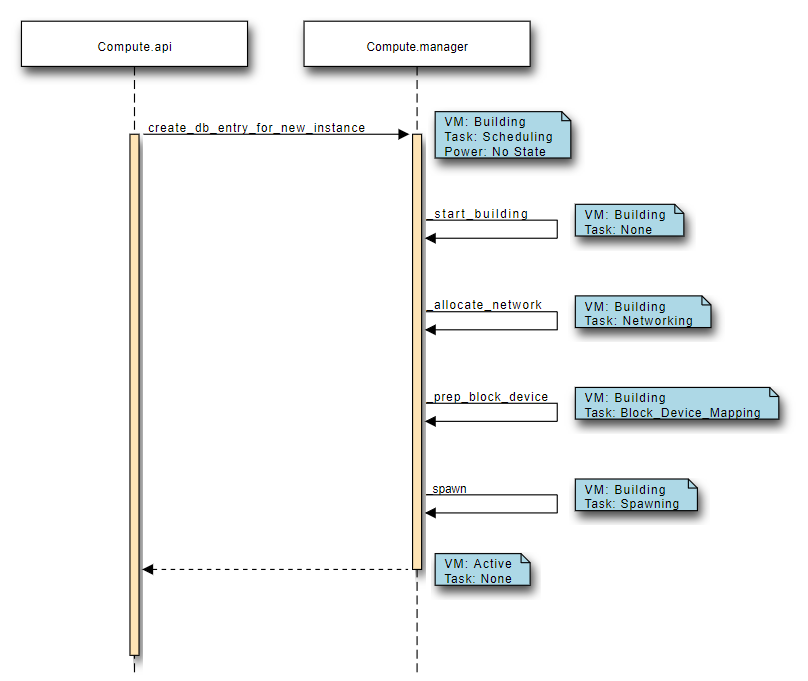 Compute.api
Compute.manager
create_db_entry_for_new_instance
VM: Building
Task: Scheduling
Power: No State
_start_building
VM: Building
Task: None
_allocate_network
VM: Building
Task: Networking
_prep_block_device
VM: Building
Task: Block_Device_Mapping
_spawn
VM: Building
Task: Spawning
VM: Active
Task: None